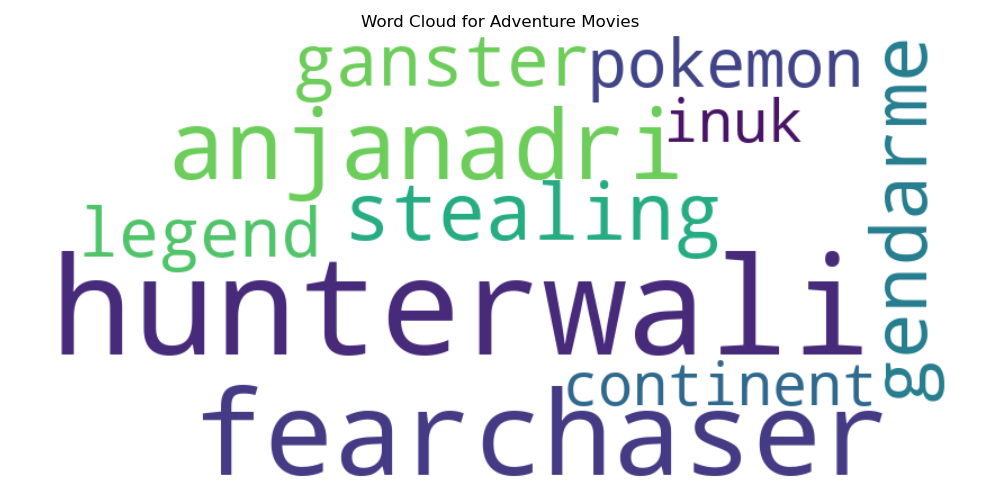 Word Cloud for Adventure Movies
ganster
pokemon
gendarme
inuk
anjanadri
stealing
legend
hunterwali
continent
fearchaser